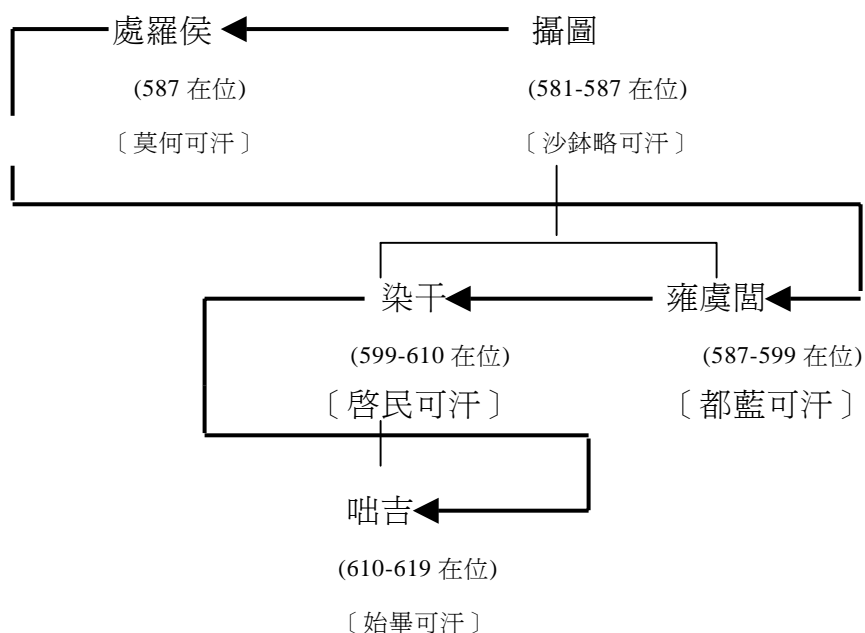 處羅侯 攝圖
(587 在位) (581-587 在位)
〔莫何可汗〕 〔沙鉢略可汗〕
染干 雍虞閭
(599-610 在位) (587-599 在位)
〔啓民可汗〕 〔都藍可汗〕
咄吉
(610-619 在位)
〔始畢可汗〕